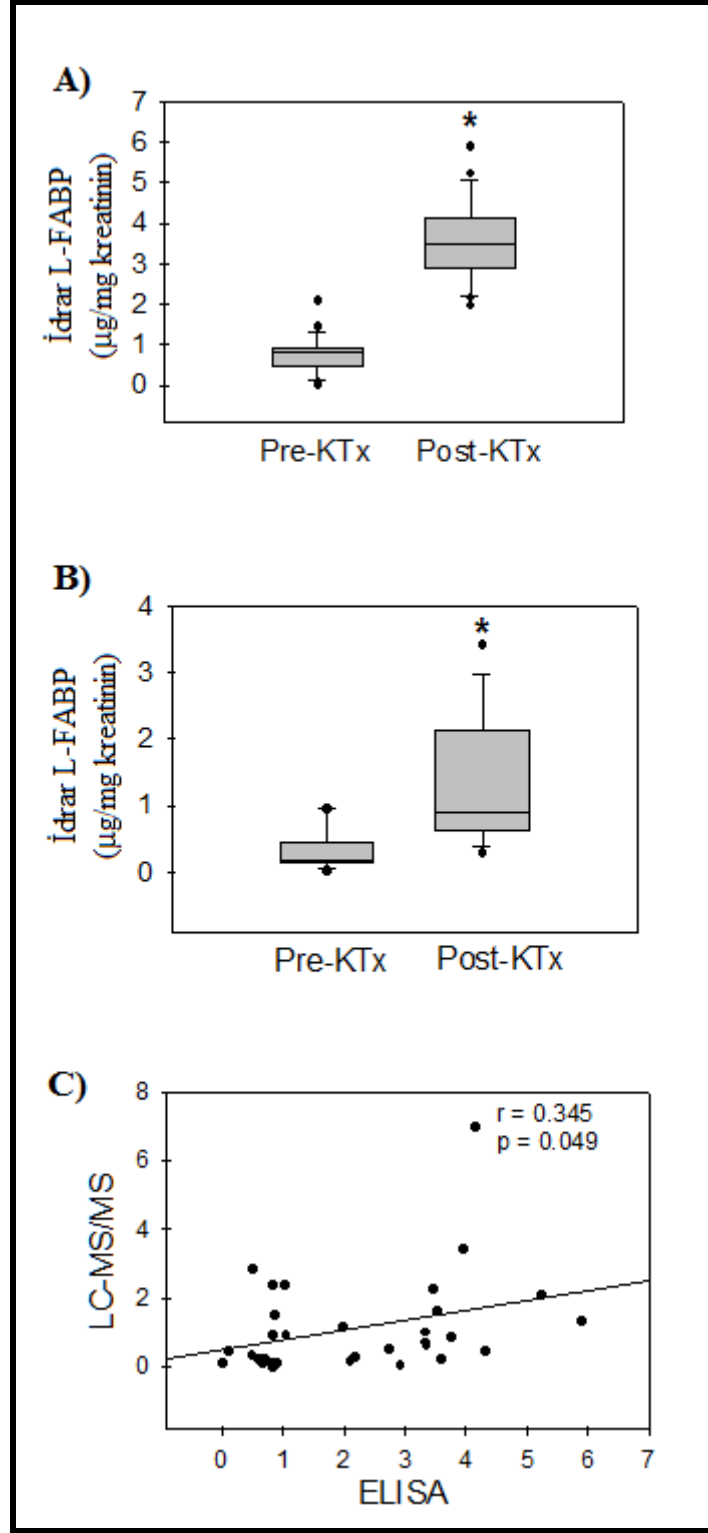 A)
7
6
5
4
3
2
1
0
*
İdrar L-FABP
(µg/mg kreatinin)
Pre-KTx Post-KTx
B)
4
3
2
1
0
*
İdrar L-FABP
(µg/mg kreatinin)
Pre-KTx Post-KTx
C)
8
6
4
2
0
LC-MS/MS
r = 0.345
p = 0.049
0 1 2 3 4 5 6 7
ELISA